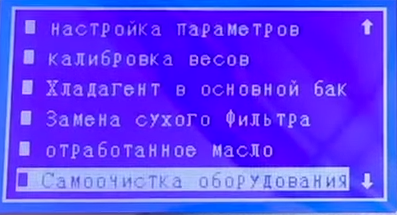 настройка параметров
калибровка весов
Хладагент в основной бак
Замена сухого фильтра
отработанное масло
Самоочистка оборудования